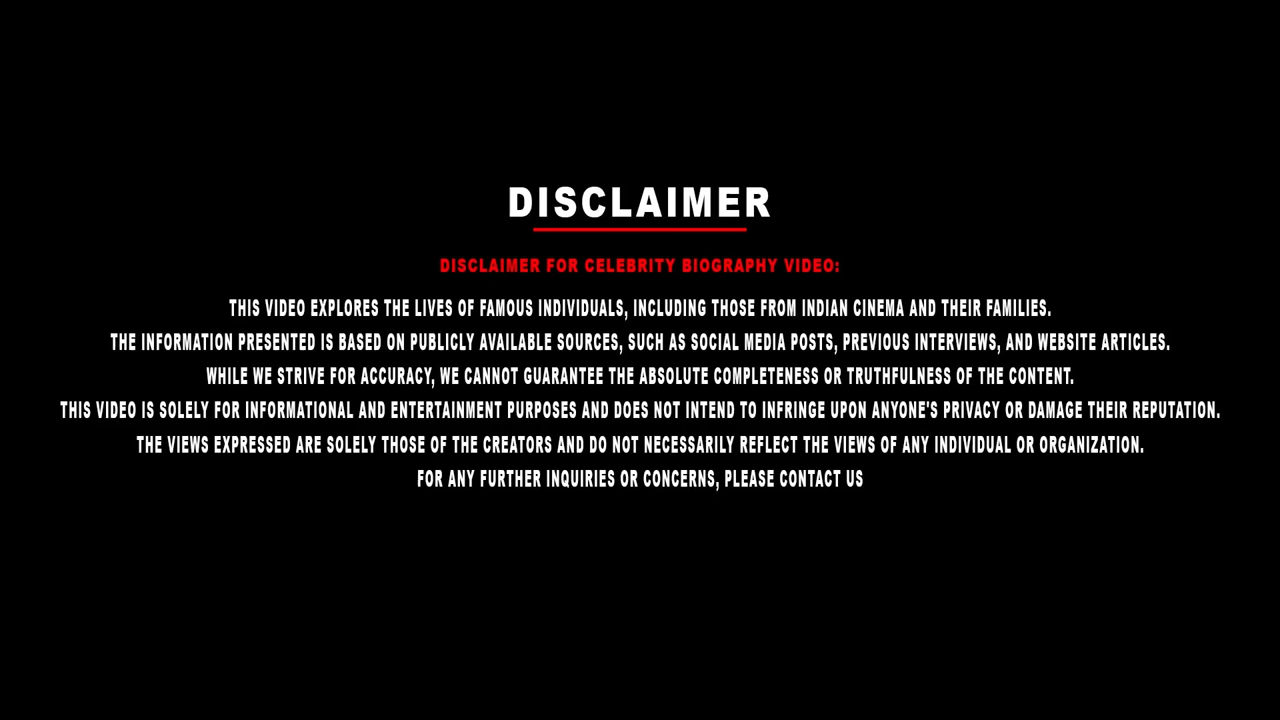 DISCLAIMER
DISCLAIMER FOR CELEBRITY BIOGRAPHY VIDEO:
THIS VIDEO EXPLORES THE LIVES OF FAMOUS INDIVIDUALS, INCLUDING THOSE FROM INDIAN CINEMA AND THEIR FAMILIES.
THE INFORMATION PRESENTED IS BASED ON PUBLICLY AVAILABLE SOURCES, SUCH AS SOCIAL MEDIA POSTS, PREVIOUS INTERVIEWS, AND WEBSITE ARTICLES.
WHILE WE STRIVE FOR ACCURACY, WE CANNOT GUARANTEE THE ABSOLUTE COMPLETENESS OR TRUTHFULNESS OF THE CONTENT.
THIS VIDEO IS SOLELY FOR INFORMATIONAL AND ENTERTAINMENT PURPOSES AND DOES NOT INTEND TO INFRINGE UPON ANYONE'S PRIVACY OR DAMAGE THEIR REPUTATION.
THE VIEWS EXPRESSED ARE SOLELY THOSE OF THE CREATORS AND DO NOT NECESSARILY REFLECT THE VIEWS OF ANY INDIVIDUAL OR ORGANIZATION.
FOR ANY FURTHER INQUIRIES OR CONCERNS, PLEASE CONTACT US